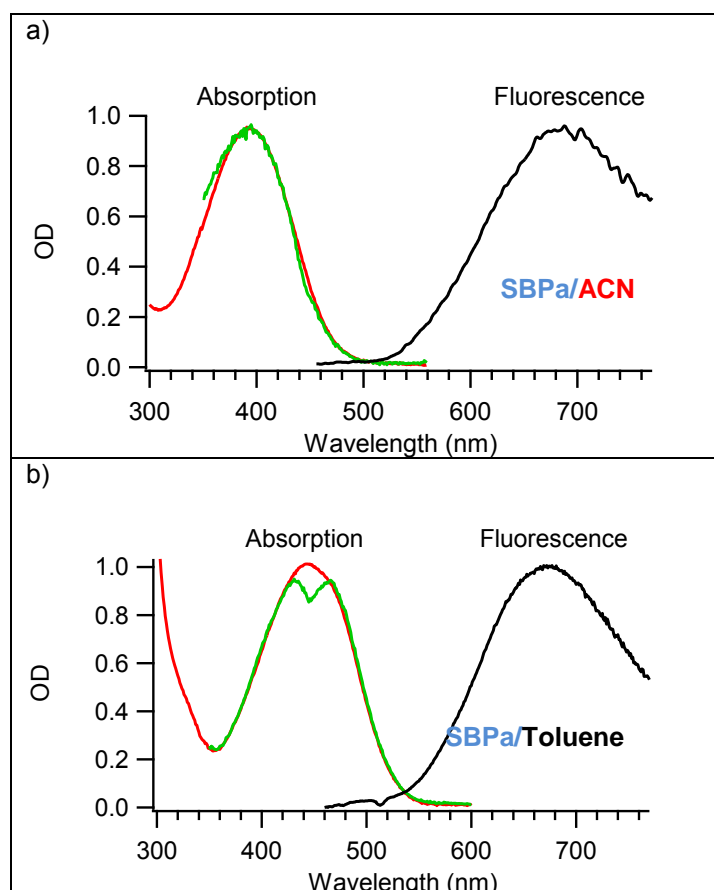 a)
Absorption Fluorescence
1.0
0.8
0.6
0.4
0.2
0.0
OD
SBPa/ACN
300 400 500 600 700
Wavelength (nm)
b)
Absorption Fluorescence
1.0
0.8
0.6
0.4
0.2
0.0
OD
SBPa/Toluene
300 400 500 600 700
Wavelength (nm)